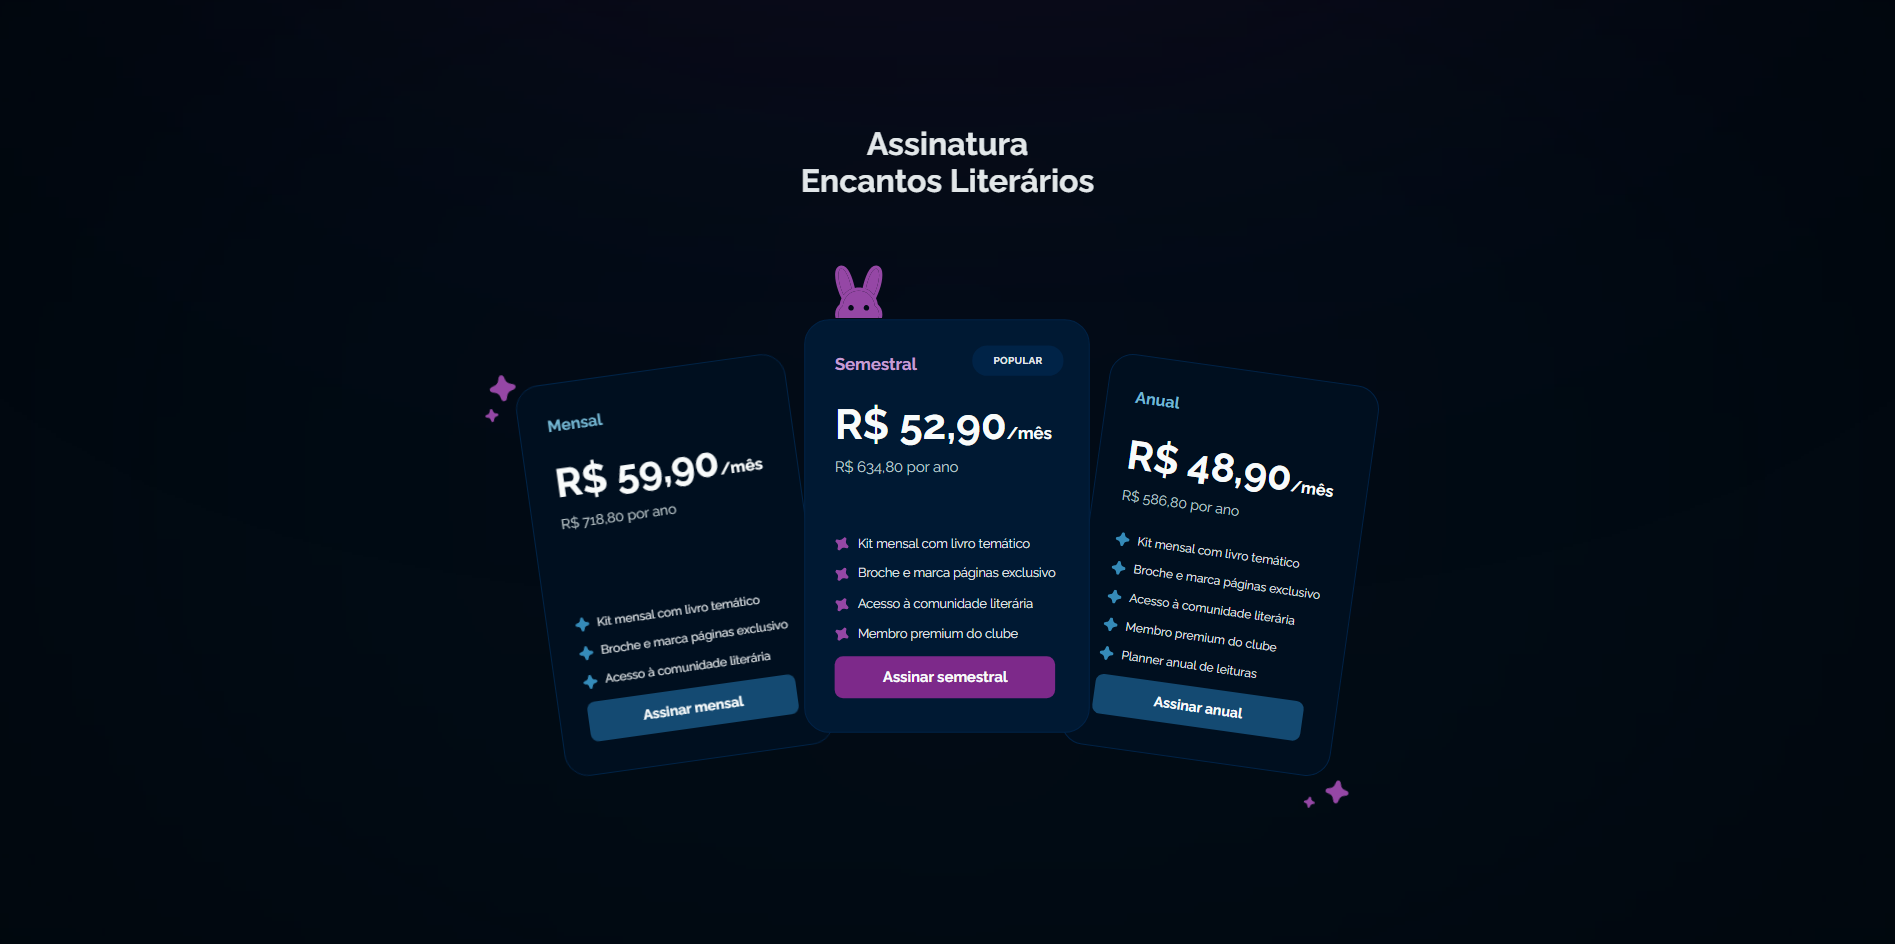 Assinatura
Encantos Literários
Mensal
R$ 59,90/mês
R$ 718,80 por ano
Kit mensal com livro temático
Broche e marca páginas exclusivo
Acesso à comunidade literária
Assinar mensal
Semestral
POPULAR
R$ 52,90/mês
R$ 634,80 por ano
Kit mensal com livro temático
Broche e marca páginas exclusivo
Acesso à comunidade literária
Membro premium do clube
Assinar semestral
Anual
R$ 48,90/mês
R$ 586,80 por ano
Kit mensal com livro temático
Broche e marca páginas exclusivo
Acesso à comunidade literária
Membro premium do clube
Planner anual de leituras
Assinar anual